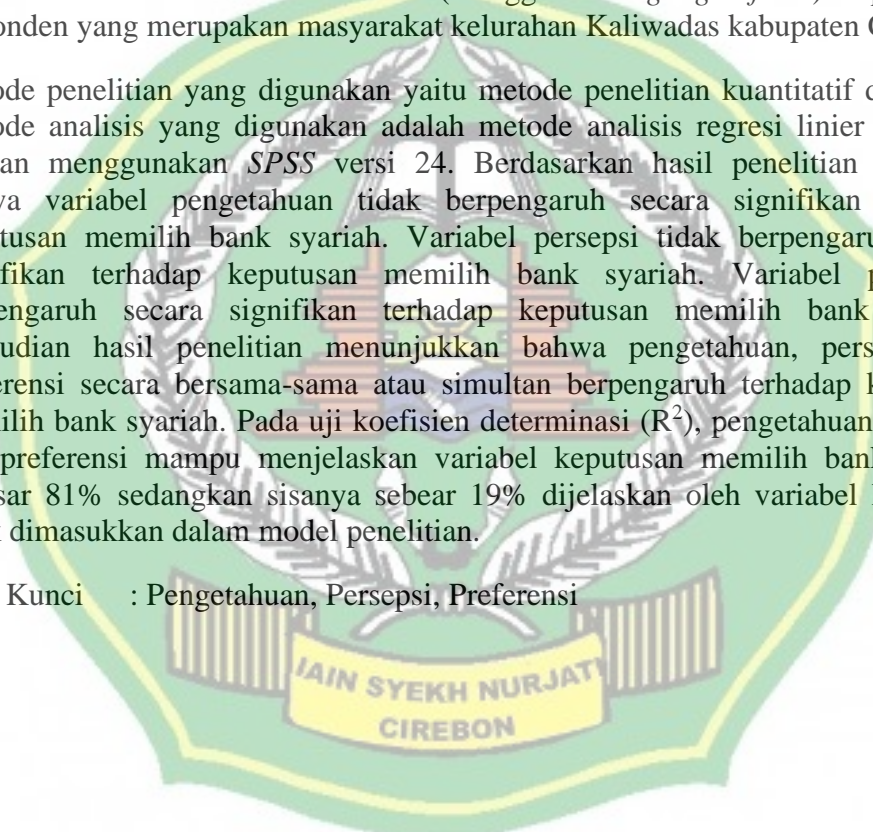 onden yang merupakan masyarakat kelurahan Kaliwadas kabupaten C
ode penelitian yang digunakan yaitu metode penelitian kuantitatif d
ode analisis yang digunakan adalah metode analisis regresi linier
an menggunakan SPSS versi 24. Berdasarkan hasil penelitian
va variabel pengetahuan tidak berpengaruh secara signifikan
tusan memilih bank syariah. Variabel persepsi tidak berpengaru
ifikan terhadap keputusan memilih bank syariah. Variabel p
engaruh secara signifikan terhadap keputusan memilih bank
udian hasil penelitian menunjukkan bahwa pengetahuan, pers
erensi secara bersama-sama atau simultan berpengaruh terhadap k
ilih bank syariah. Pada uji koefisien determinasi (R²), pengetahuan
preferensi mampu menjelaskan variabel keputusan memilih ban
sar 81% sedangkan sisanya sebear 19% dijelaskan oleh variabel
dimasukkan dalam model penelitian.
Kunci : Pengetahuan, Persepsi, Preferensi
IAIN SYEKH NURJATI
CIREBON